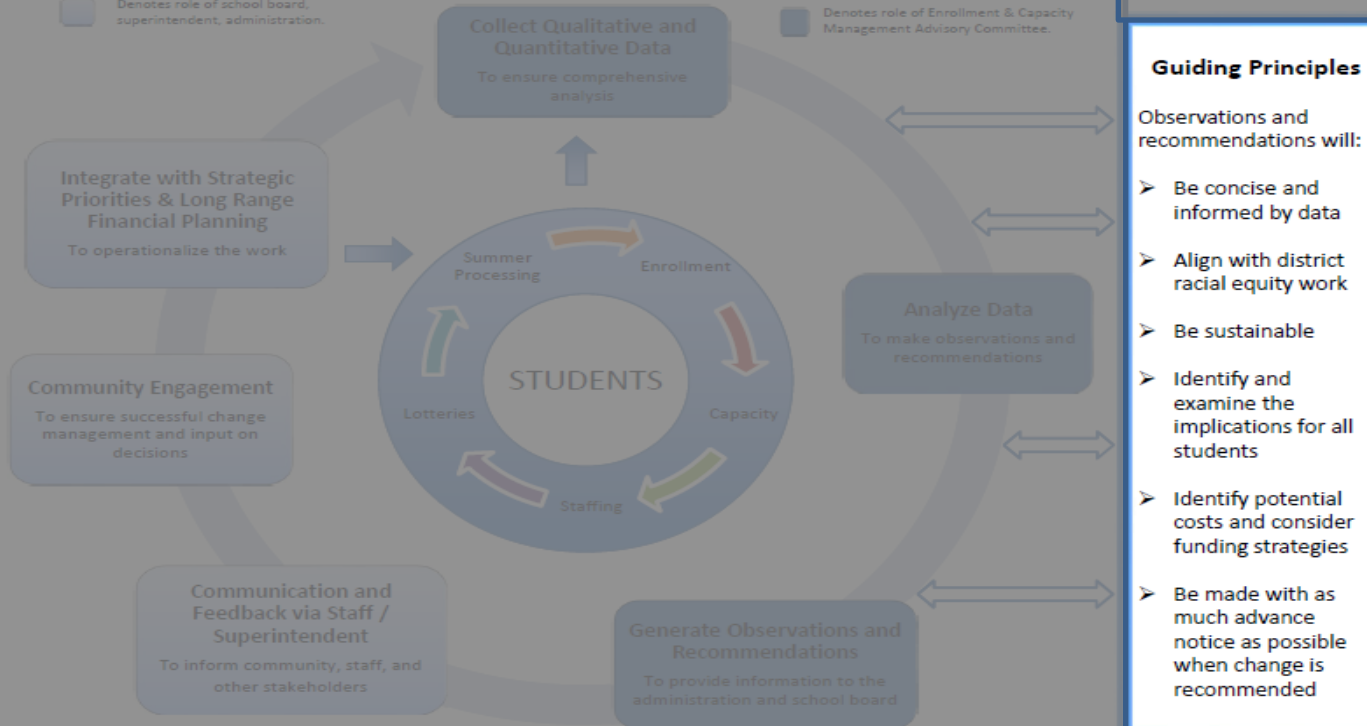 Denotes role of school board,
superintendent, administration.
Collect Qualitative and
Quantitative Data
To ensure comprehensive
analysis
Denotes role of Enrollment & Capacity
Management Advisory Committee.
Integrate with Strategic
Priorities & Long Range
Financial Planning
To operationalize the work
Summer
Processing
Enrollment
Analyze Data
To make observations and
recommendations
STUDENTS
Community Engagement
To ensure successful change
management and input on
decisions
Lotteries
Capacity
Staffing
Communication and
Feedback via Staff /
Superintendent
To inform community, staff, and
other stakeholders
Generate Observations and
Recommendations
To provide information to the
administration and school board
Guiding Principles
Observations and
recommendations will:
➢ Be concise and
informed by data
➢ Align with district
racial equity work
➢ Be sustainable
➢ Identify and
examine the
implications for all
students
➢ Identify potential
costs and consider
funding strategies
➢ Be made with as
much advance
notice as possible
when change is
recommended